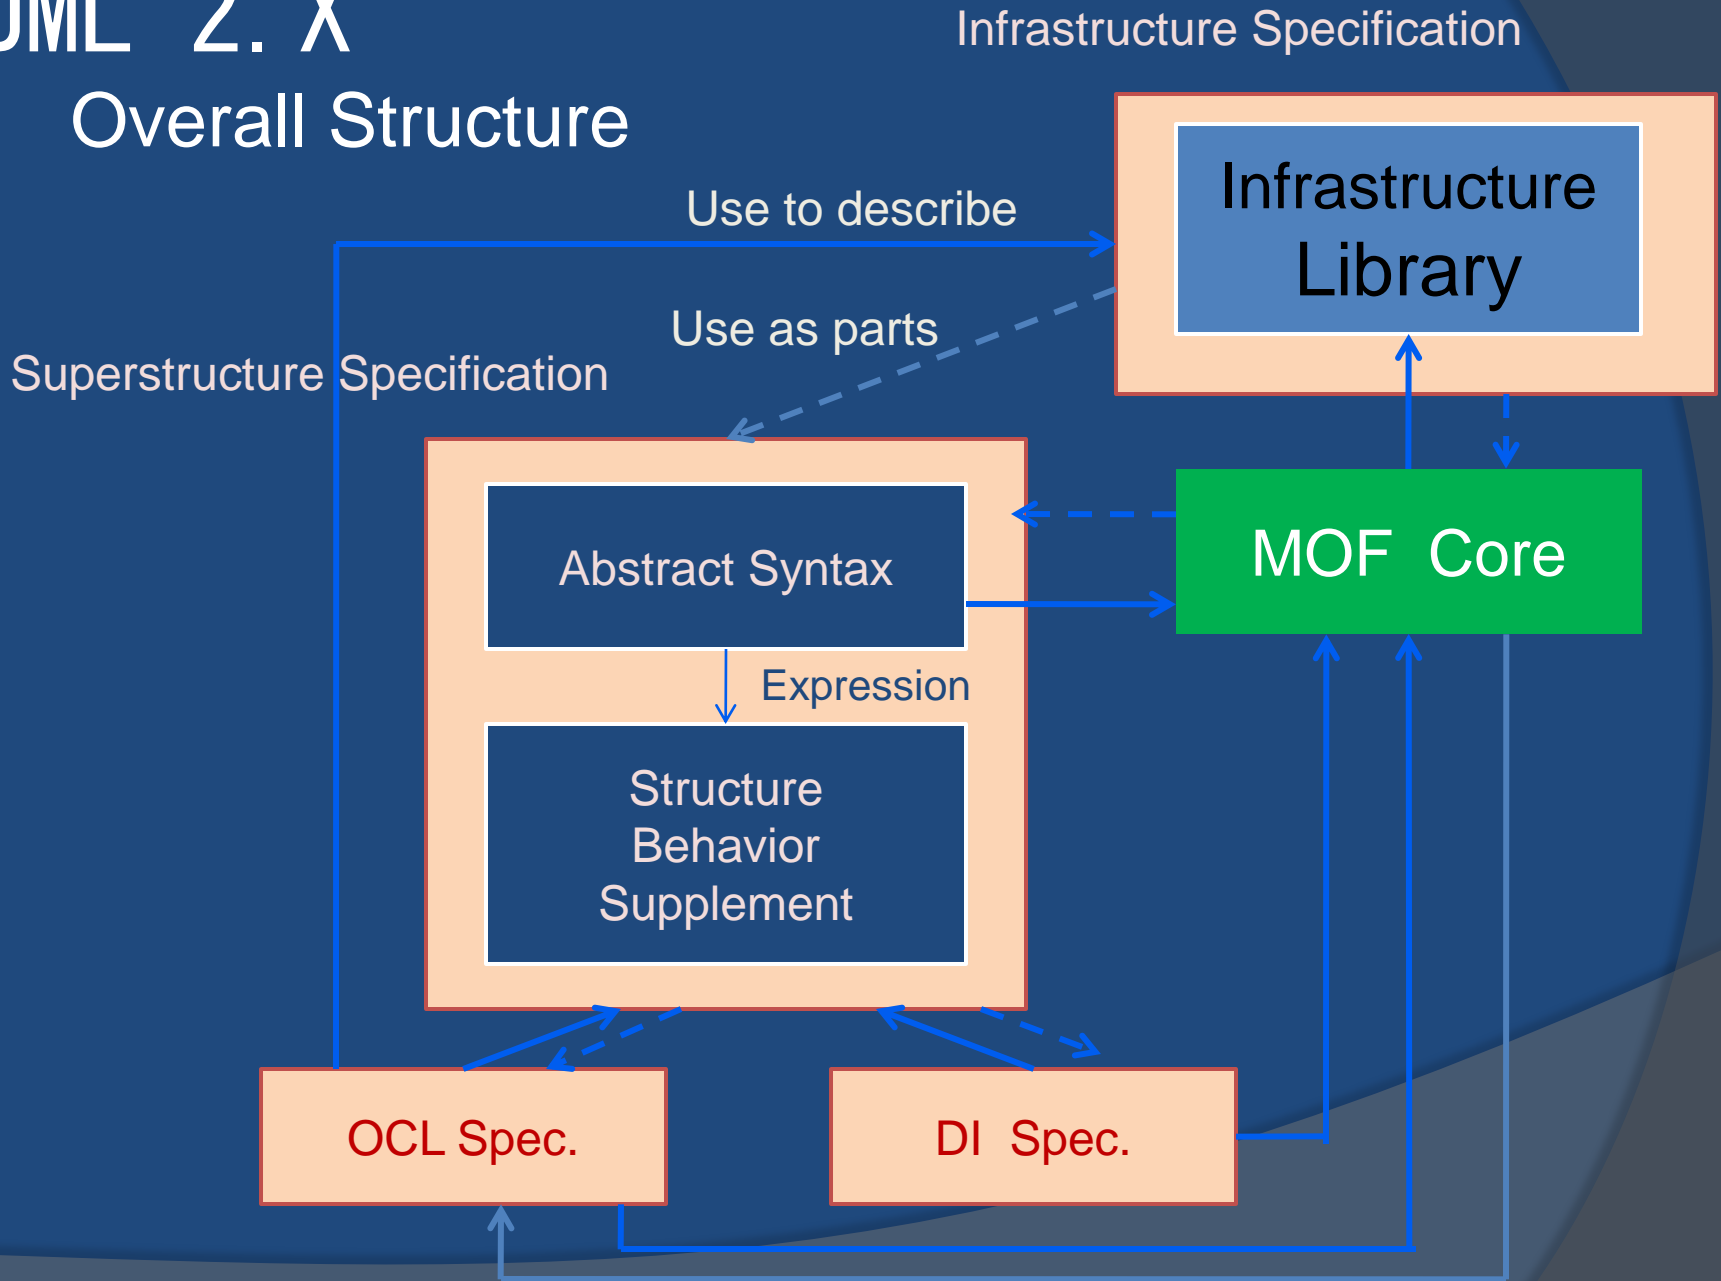 UML 2.X
Infrastructure Specification
Overall Structure
Infrastructure
Library
Use to describe
Use as parts
Superstructure Specification
Abstract Syntax
MOF Core
Expression
Structure
Behavior
Supplement
OCL Spec.
DI Spec.